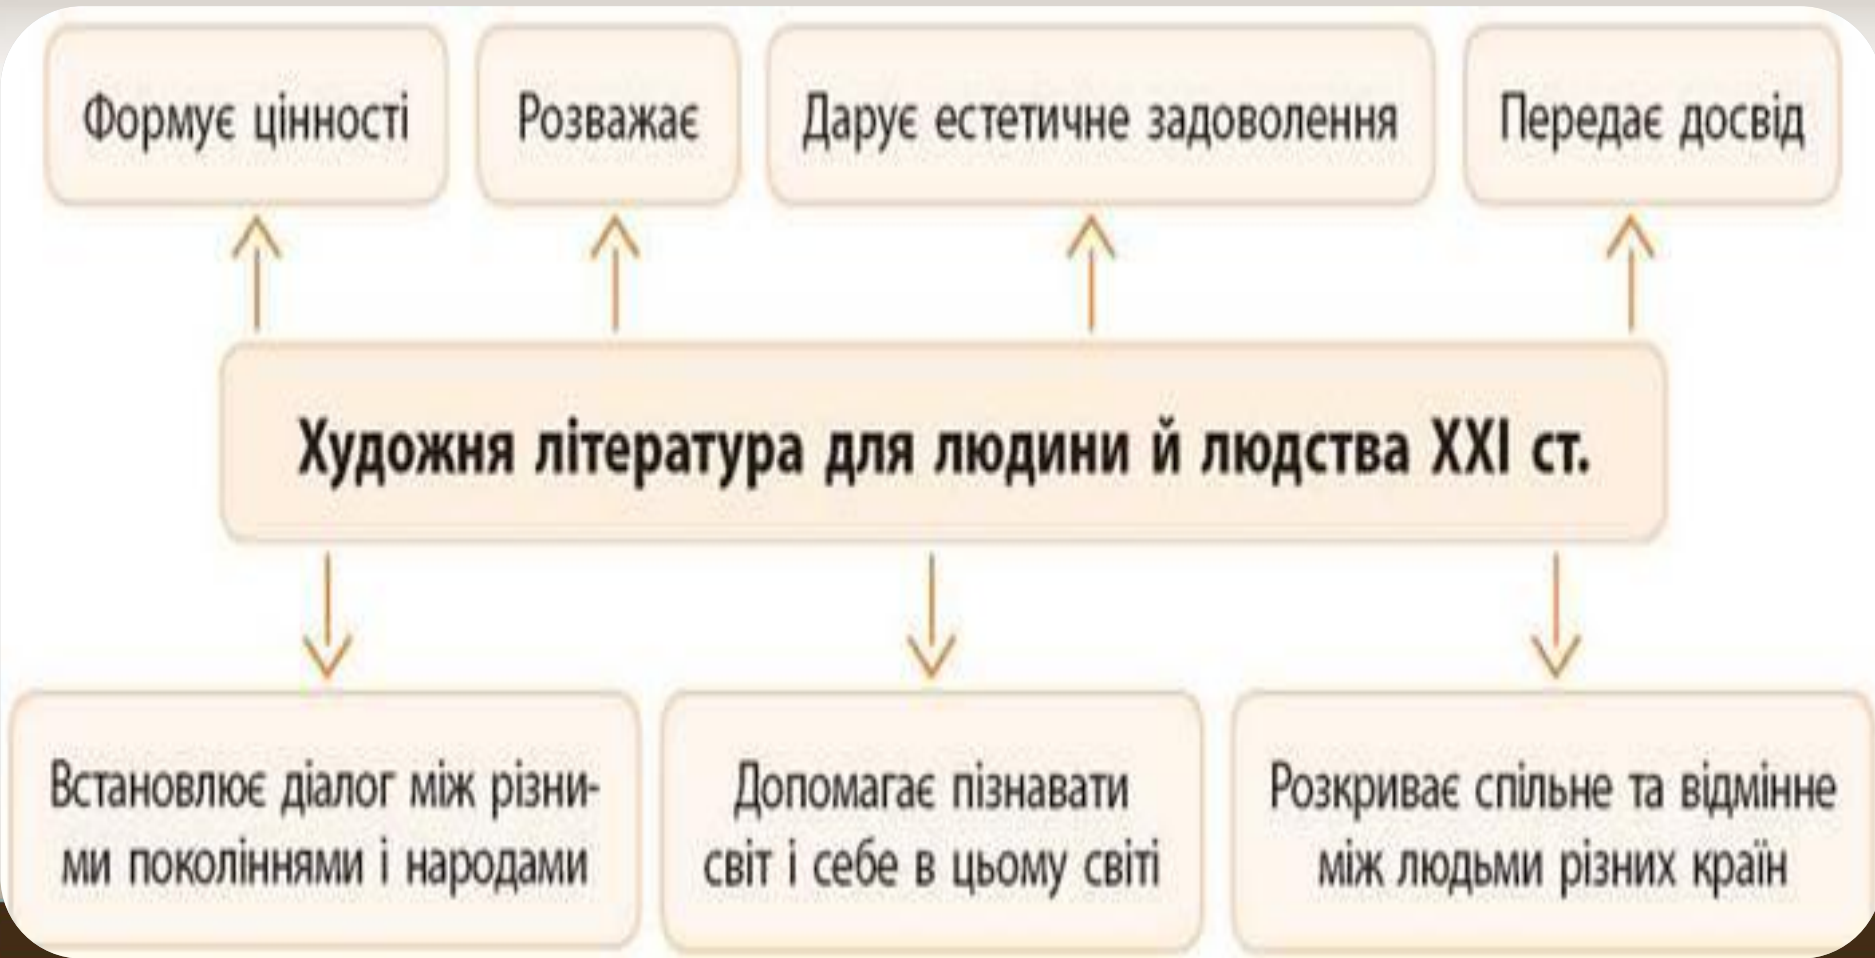 Формує цінності
Розважає
Дарує естетичне задоволення
Передає досвід
Художня література для людини й людства XXI ст.
Встановлює діалог між різни-
ми поколіннями і народами
Допомагає пізнавати
світ і себе в цьому світі
Розкриває спільне та відмінне
між людьми різних країн